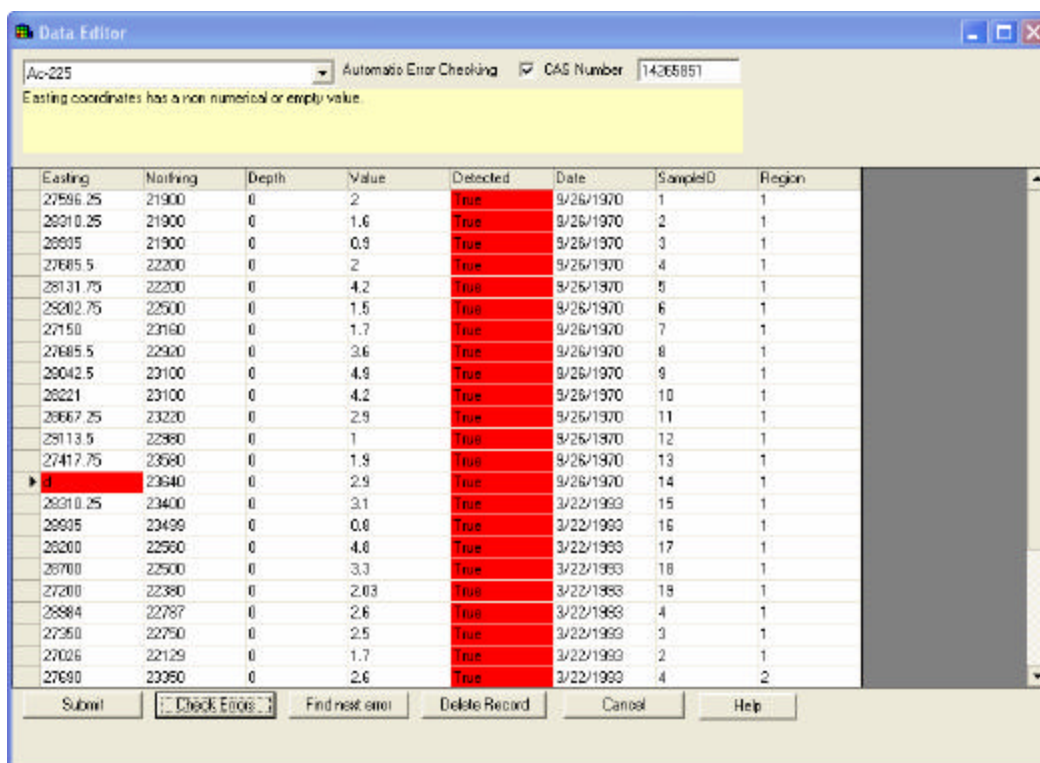 Data Editor
Ac-225 Automatic Error Checking CAS Number 14265851
Easting coordinates has a non numerical or empty value.
Easting Northing Depth Value Detected Date SampleID Region
27596.25 21900 0 2 True 9/26/1970 1 1
28310.25 21900 0 1.6 True 9/26/1970 2 1
28935 21900 0 0.9 True 9/26/1970 3 1
27685.5 22200 0 2 True 9/26/1970 4 1
28131.75 22200 0 4.2 True 9/26/1970 5 1
29202.75 22500 0 1.5 True 9/26/1970 6 1
27150 23160 0 1.7 True 9/26/1970 7 1
27685.5 22920 0 3.6 True 9/26/1970 8 1
28042.5 23100 0 4.9 True 9/26/1970 9 1
28221 23100 0 4.2 True 9/26/1970 10 1
28667.25 23220 0 2.9 True 9/26/1970 11 1
29113.5 22980 0 1 True 9/26/1970 12 1
27417.75 23580 0 1.9 True 9/26/1970 13 1
d 23640 0 2.9 True 9/26/1970 14 1
28310.25 23400 0 3.1 True 3/22/1993 15 1
28935 23499 0 0.8 True 3/22/1993 16 1
28200 22560 0 4.8 True 3/22/1993 17 1
28700 22500 0 3.3 True 3/22/1993 18 1
27200 22380 0 2.03 True 3/22/1993 19 1
28984 22787 0 2.6 True 3/22/1993 4 1
27350 22750 0 2.5 True 3/22/1993 3 1
27026 22129 0 1.7 True 3/22/1993 2 1
27690 23350 0 2.6 True 3/22/1993 4 2
Submit Check Errors Find next error Delete Record Cancel Help